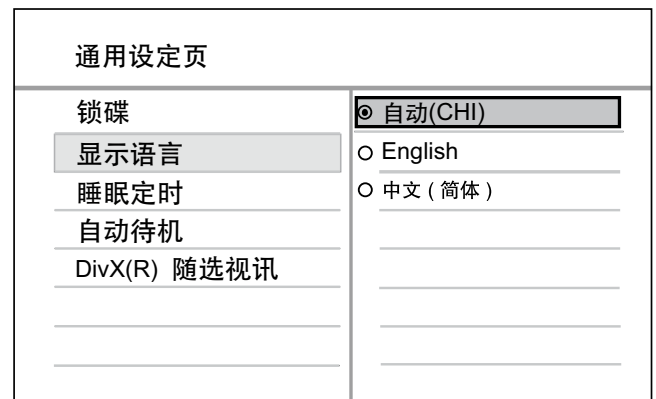 通用设定页
锁碟
显示语言
睡眠定时
自动待机
DivX(R) 随选视讯
自动(CHI)
English
中文 ( 简体 )